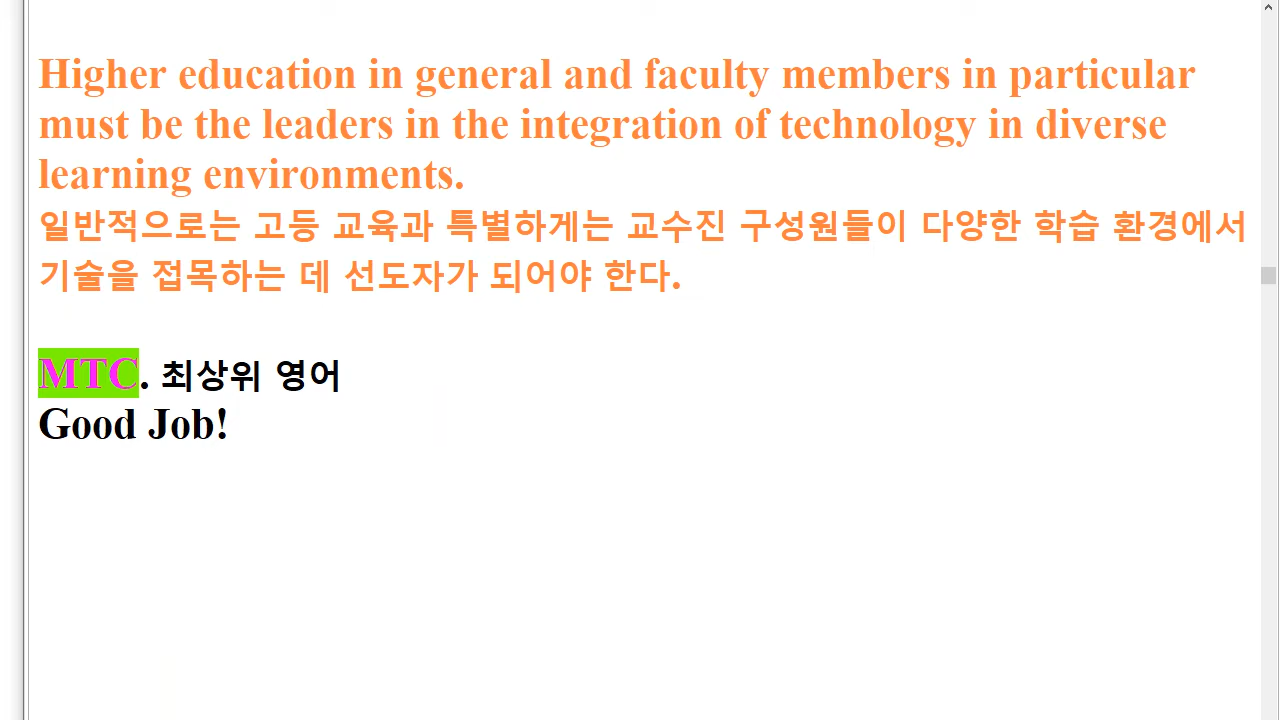 Higher education in general and faculty members in particular
must be the leaders in the integration of technology in diverse
learning environments.
일반적으로는 고등 교육과 특별하게는 교수진 구성원들이 다양한 학습 환경에서
기술을 접목하는 데 선도자가 되어야 한다.
MTC. 최상위 영어
Good Job!